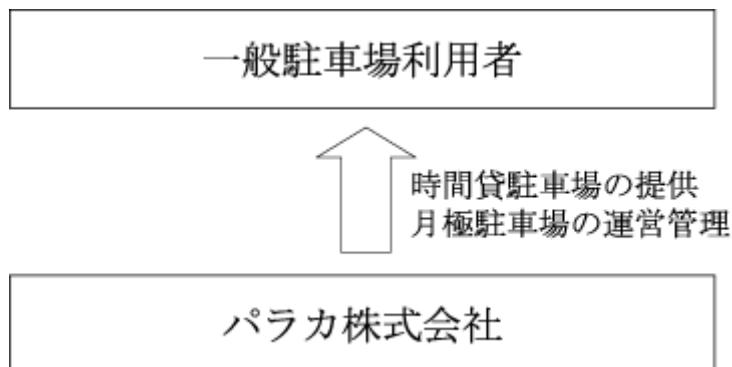 一般駐車場利用者
時間貸駐車場の提供
月極駐車場の運営管理
パラカ株式会社